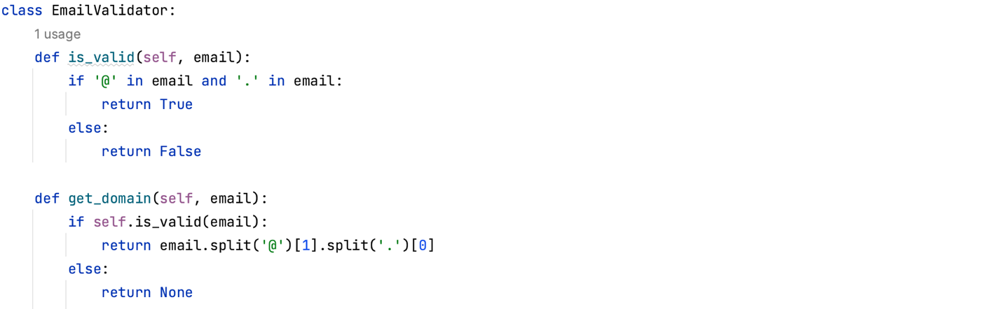 class EmailValidator:
    1 usage
    def is_valid(self, email):
        if '@' in email and '.' in email:
            return True
        else:
            return False

    def get_domain(self, email):
        if self.is_valid(email):
            return email.split('@')[1].split('.')[0]
        else:
            return None